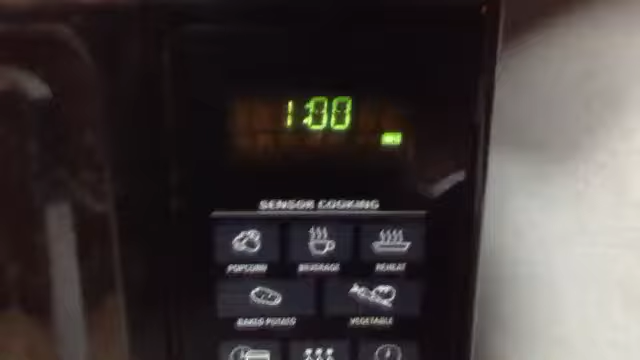 1:00
SENSOR COOKING
POPCORN BEVERAGE REHEAT
BAKED POTATO VEGETABLE